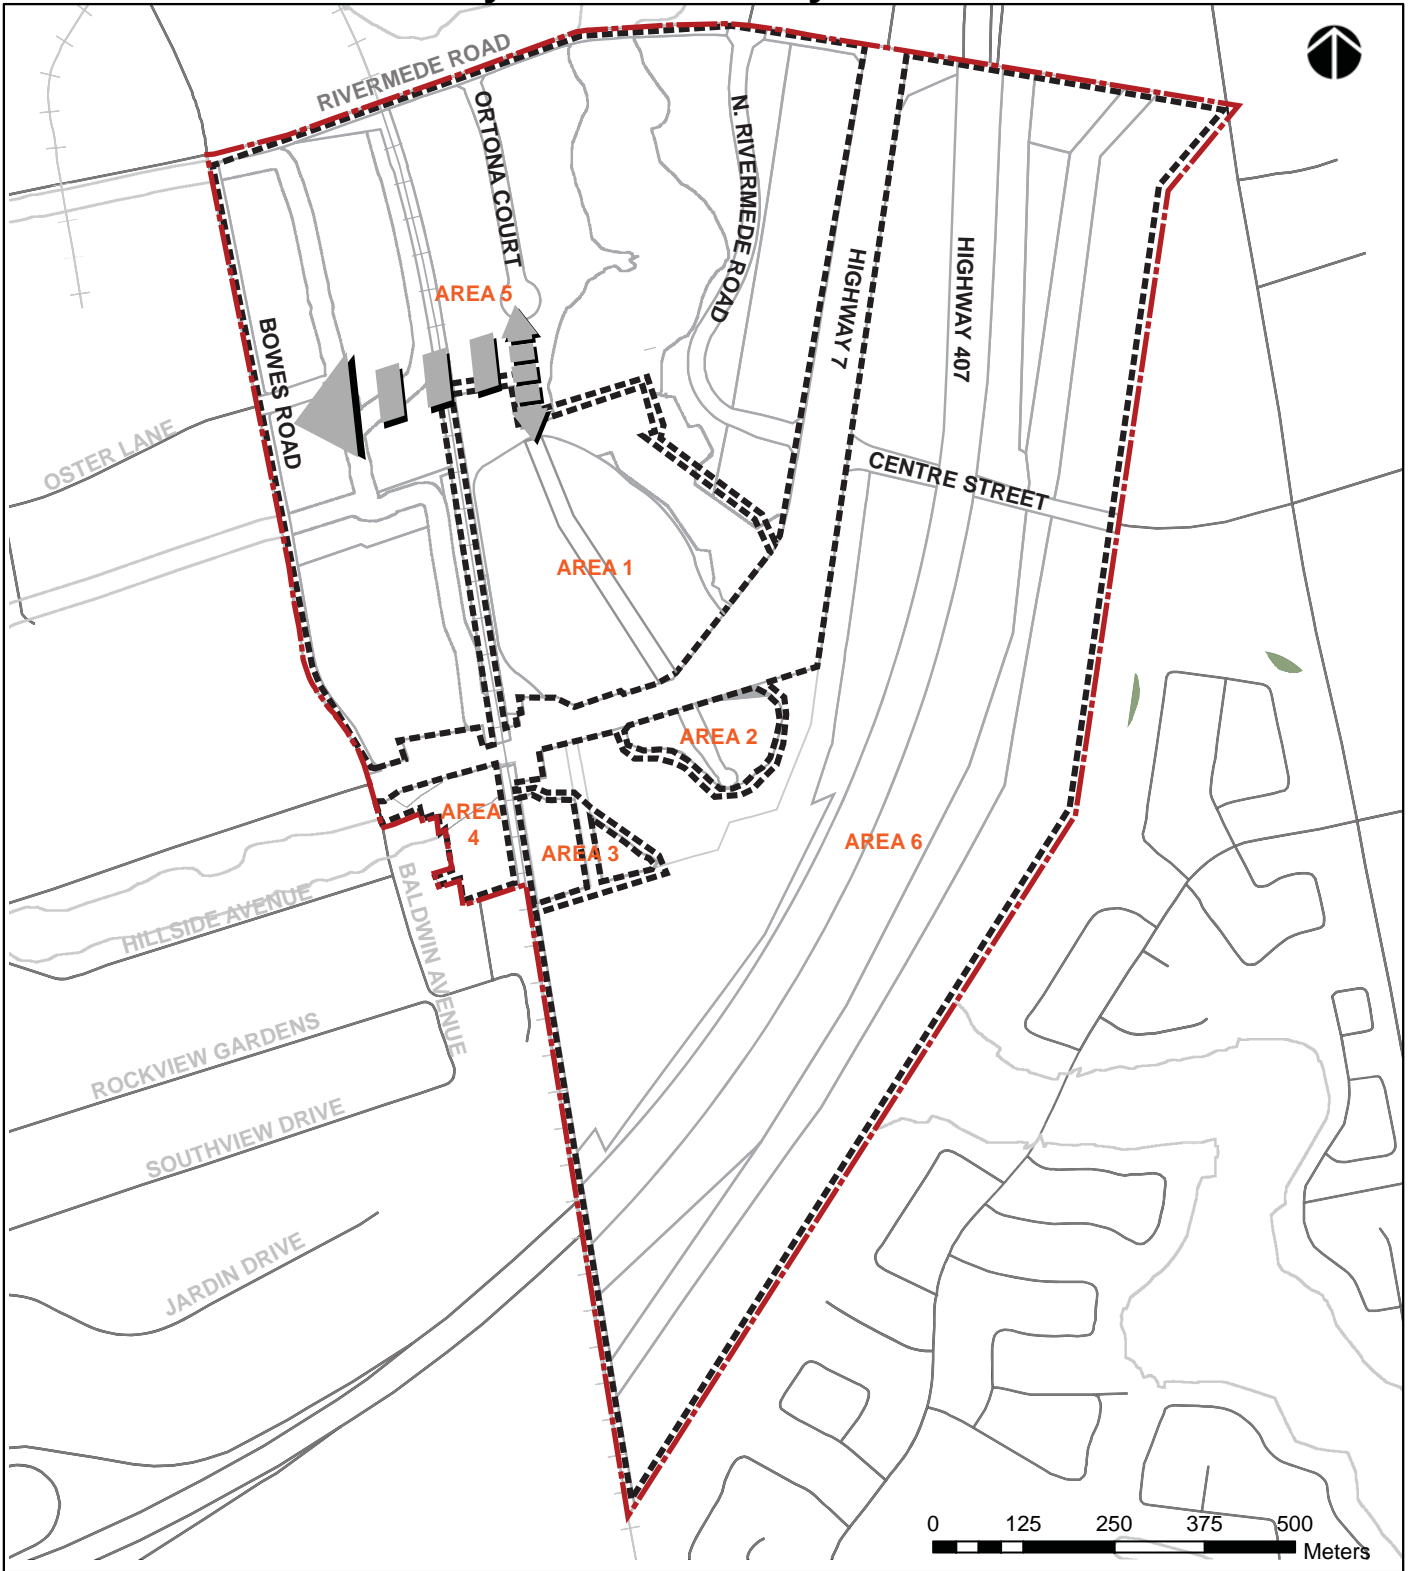 RIVERMEDE ROAD
ORTONA COURT
N. RIVERMEDE ROAD
HIGHWAY 7
HIGHWAY 407
AREA 5
BOWES ROAD
OSTER LANE
CENTRE STREET
AREA 1
AREA 2
AREA
4
AREA 3
AREA 6
HILLSIDE AVENUE
BALDWIN AVENUE
ROCKVIEW GARDENS
SOUTHVIEW DRIVE
JARDIN DRIVE
0 125 250 375 500
Meters